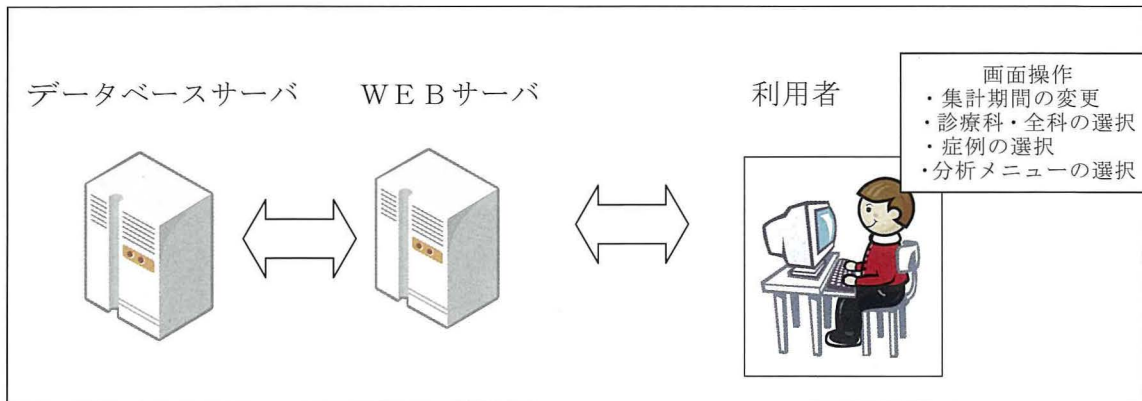 データベースサーバ
WEBサーバ
利用者
画面操作
・集計期間の変更
・診療科・全科の選択
・症例の選択
・分析メニューの選択